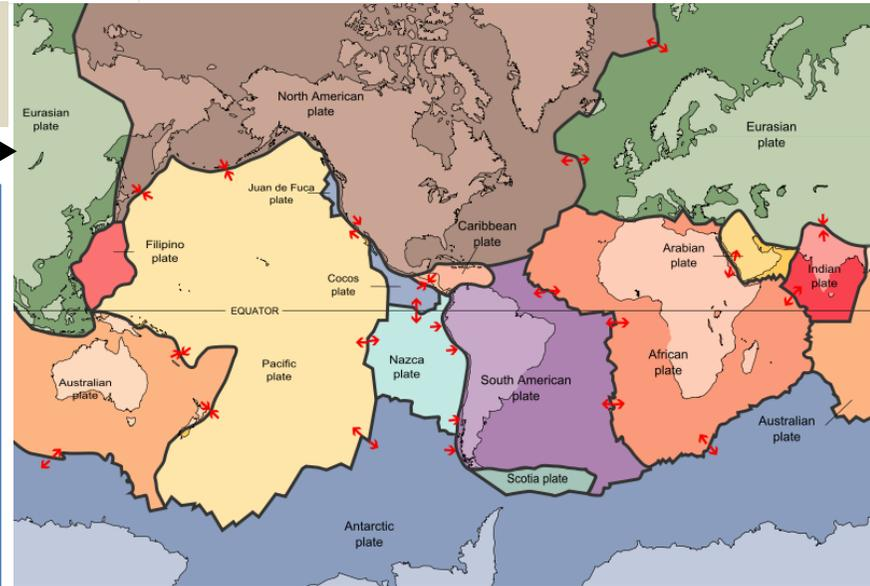 North American
plate
Eurasian
plate
Eurasian
plate
Juan de Fuca
plate
Caribbean
plate
Filipino
plate
Arabian
plate
Cocos
plate
Indian
plate
EQUATOR
Nazca
plate
Pacific
plate
African
plate
South American
plate
Australian
plate
Australian
plate
Scotia plate
Antarctic
plate